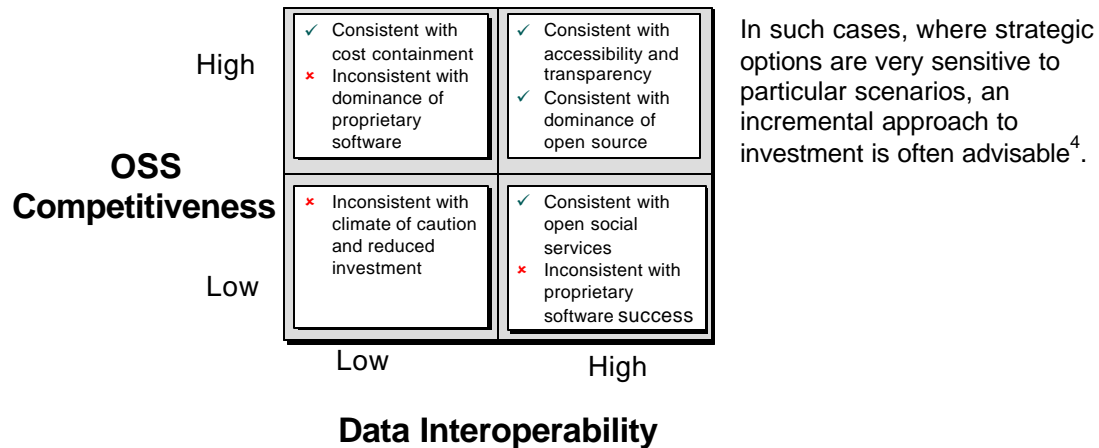 High
✓ Consistent with
cost containment
× Inconsistent with
dominance of
proprietary
software
✓ Consistent with
accessibility and
transparency
✓ Consistent with
dominance of
open source
In such cases, where strategic
options are very sensitive to
particular scenarios, an
incremental approach to
investment is often advisable⁴.
OSS
Competitiveness
Low
× Inconsistent with
climate of caution
and reduced
investment
✓ Consistent with
open social
services
× Inconsistent with
proprietary
software success
Low
High
Data Interoperability